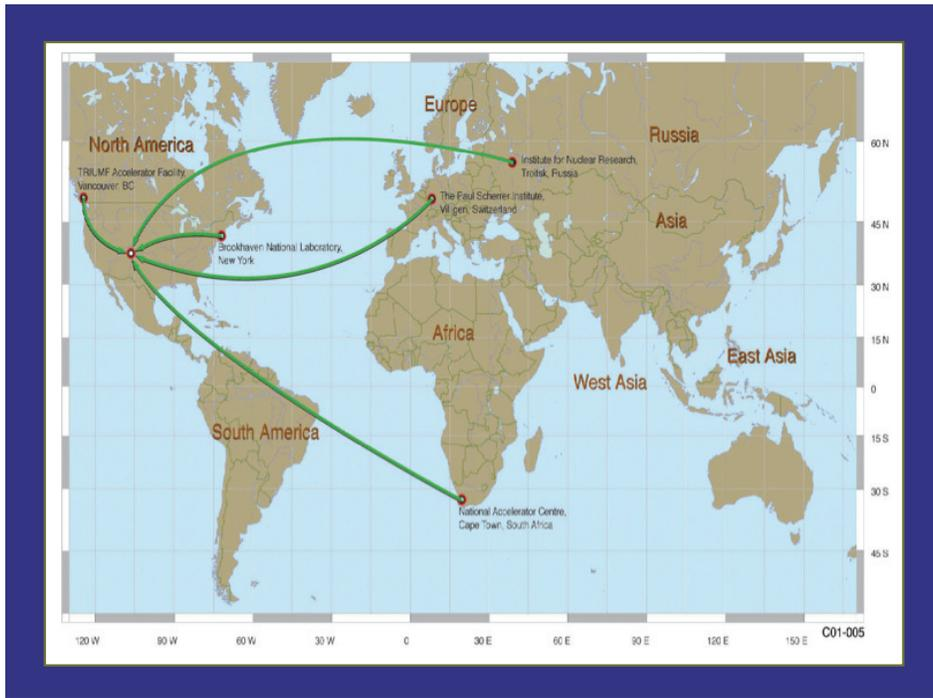 Europe
Russia
North America
Institute for Nuclear Research,
Troitsk, Russia
TRIUMF Accelerator Facility,
Vancouver, BC
The Paul Scherrer Institute,
Villigen, Switzerland
Asia
Brookhaven National Laboratory,
New York
Africa
East Asia
West Asia
South America
National Accelerator Centre,
Cape Town, South Africa
60 N
45 N
30 N
15 N
0
15 S
30 S
45 S
120 W
90 W
60 W
30 W
0
30 E
60 E
90 E
120 E
150 E
C01-005